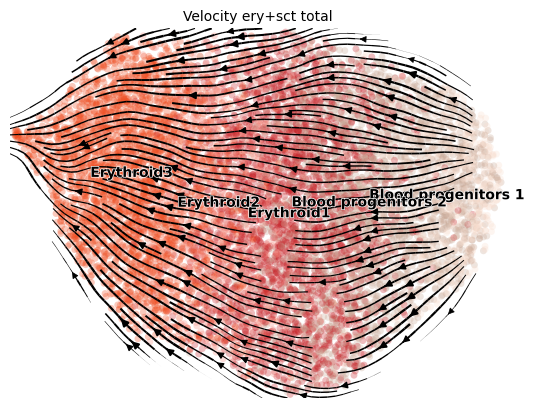 Velocity ery+sct total
Erythroid3
Blood progenitors 1
Erythroid2
Blood progenitors 2
Erythroid1